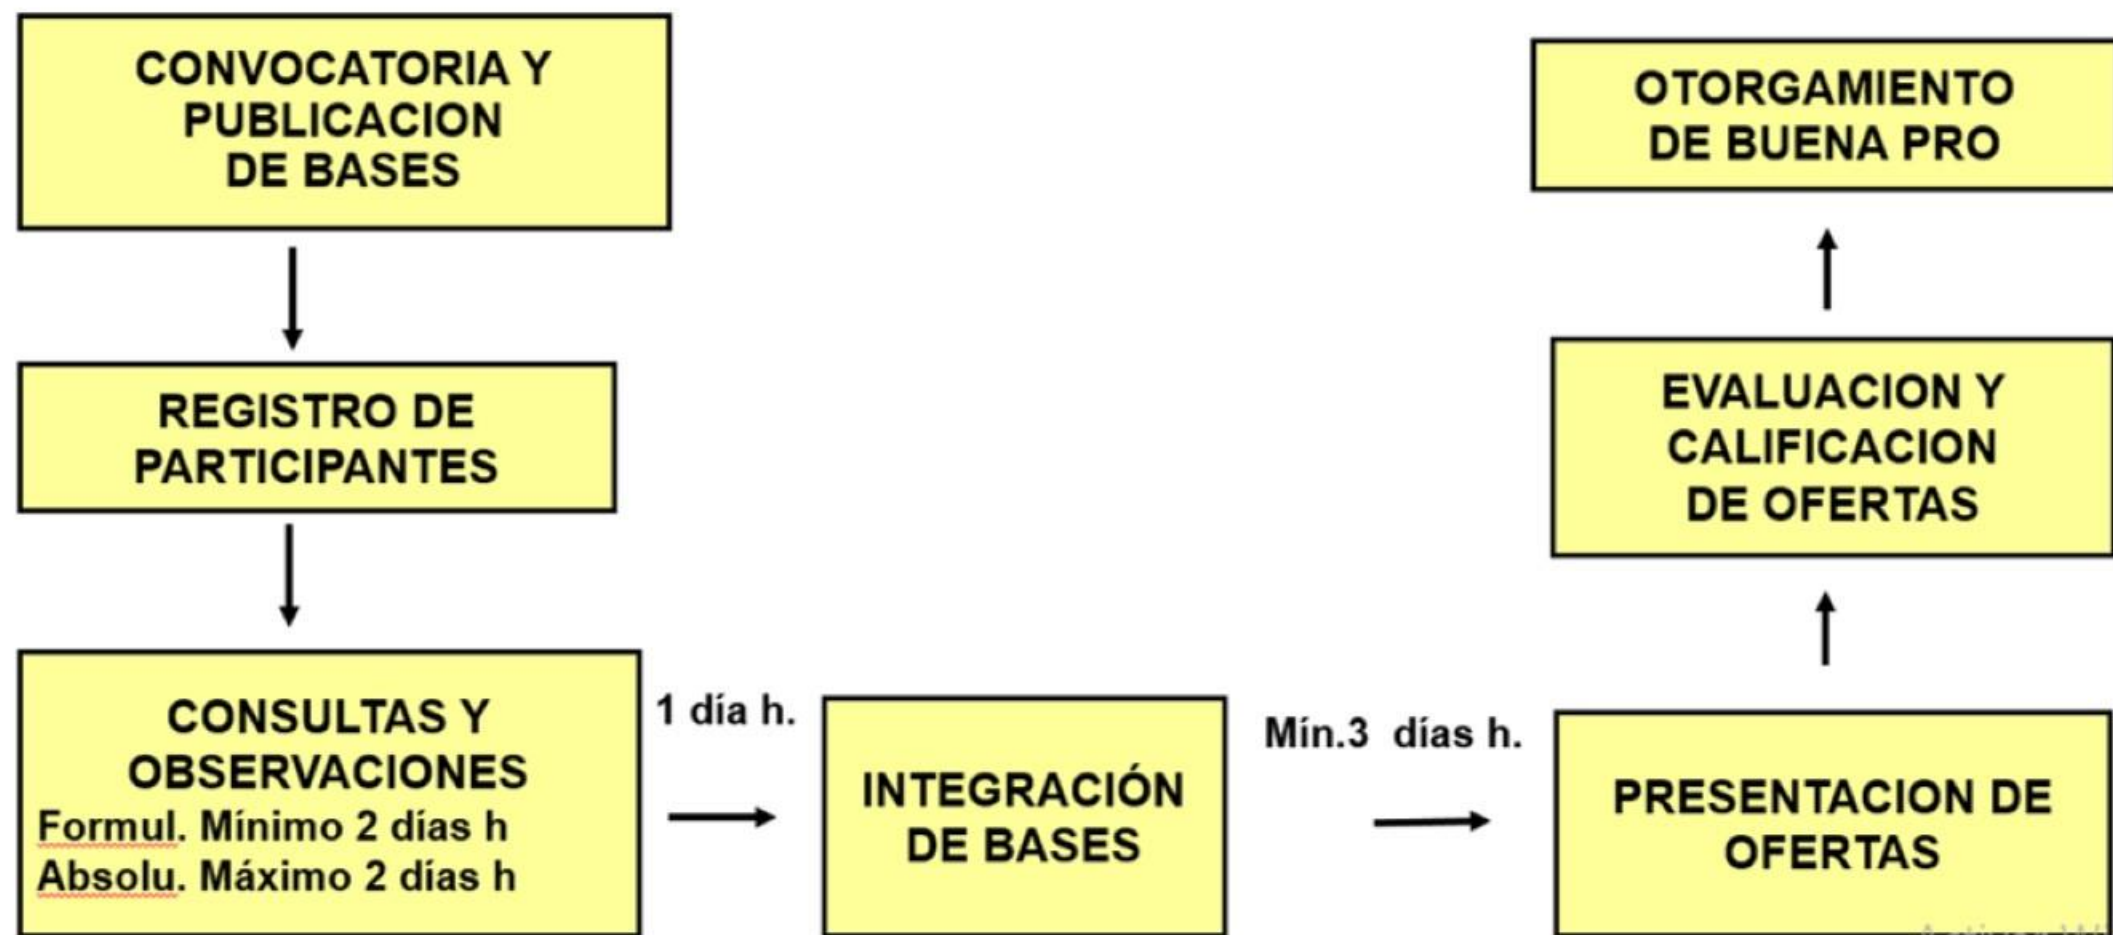 CONVOCATORIA Y
PUBLICACION
DE BASES
REGISTRO DE
PARTICIPANTES
CONSULTAS Y
OBSERVACIONES
Formul. Mínimo 2 días h
Absolu. Máximo 2 días h
1 día h.
INTEGRACIÓN
DE BASES
Mín.3 días h.
PRESENTACION DE
OFERTAS
EVALUACION Y
CALIFICACION
DE OFERTAS
OTORGAMIENTO
DE BUENA PRO